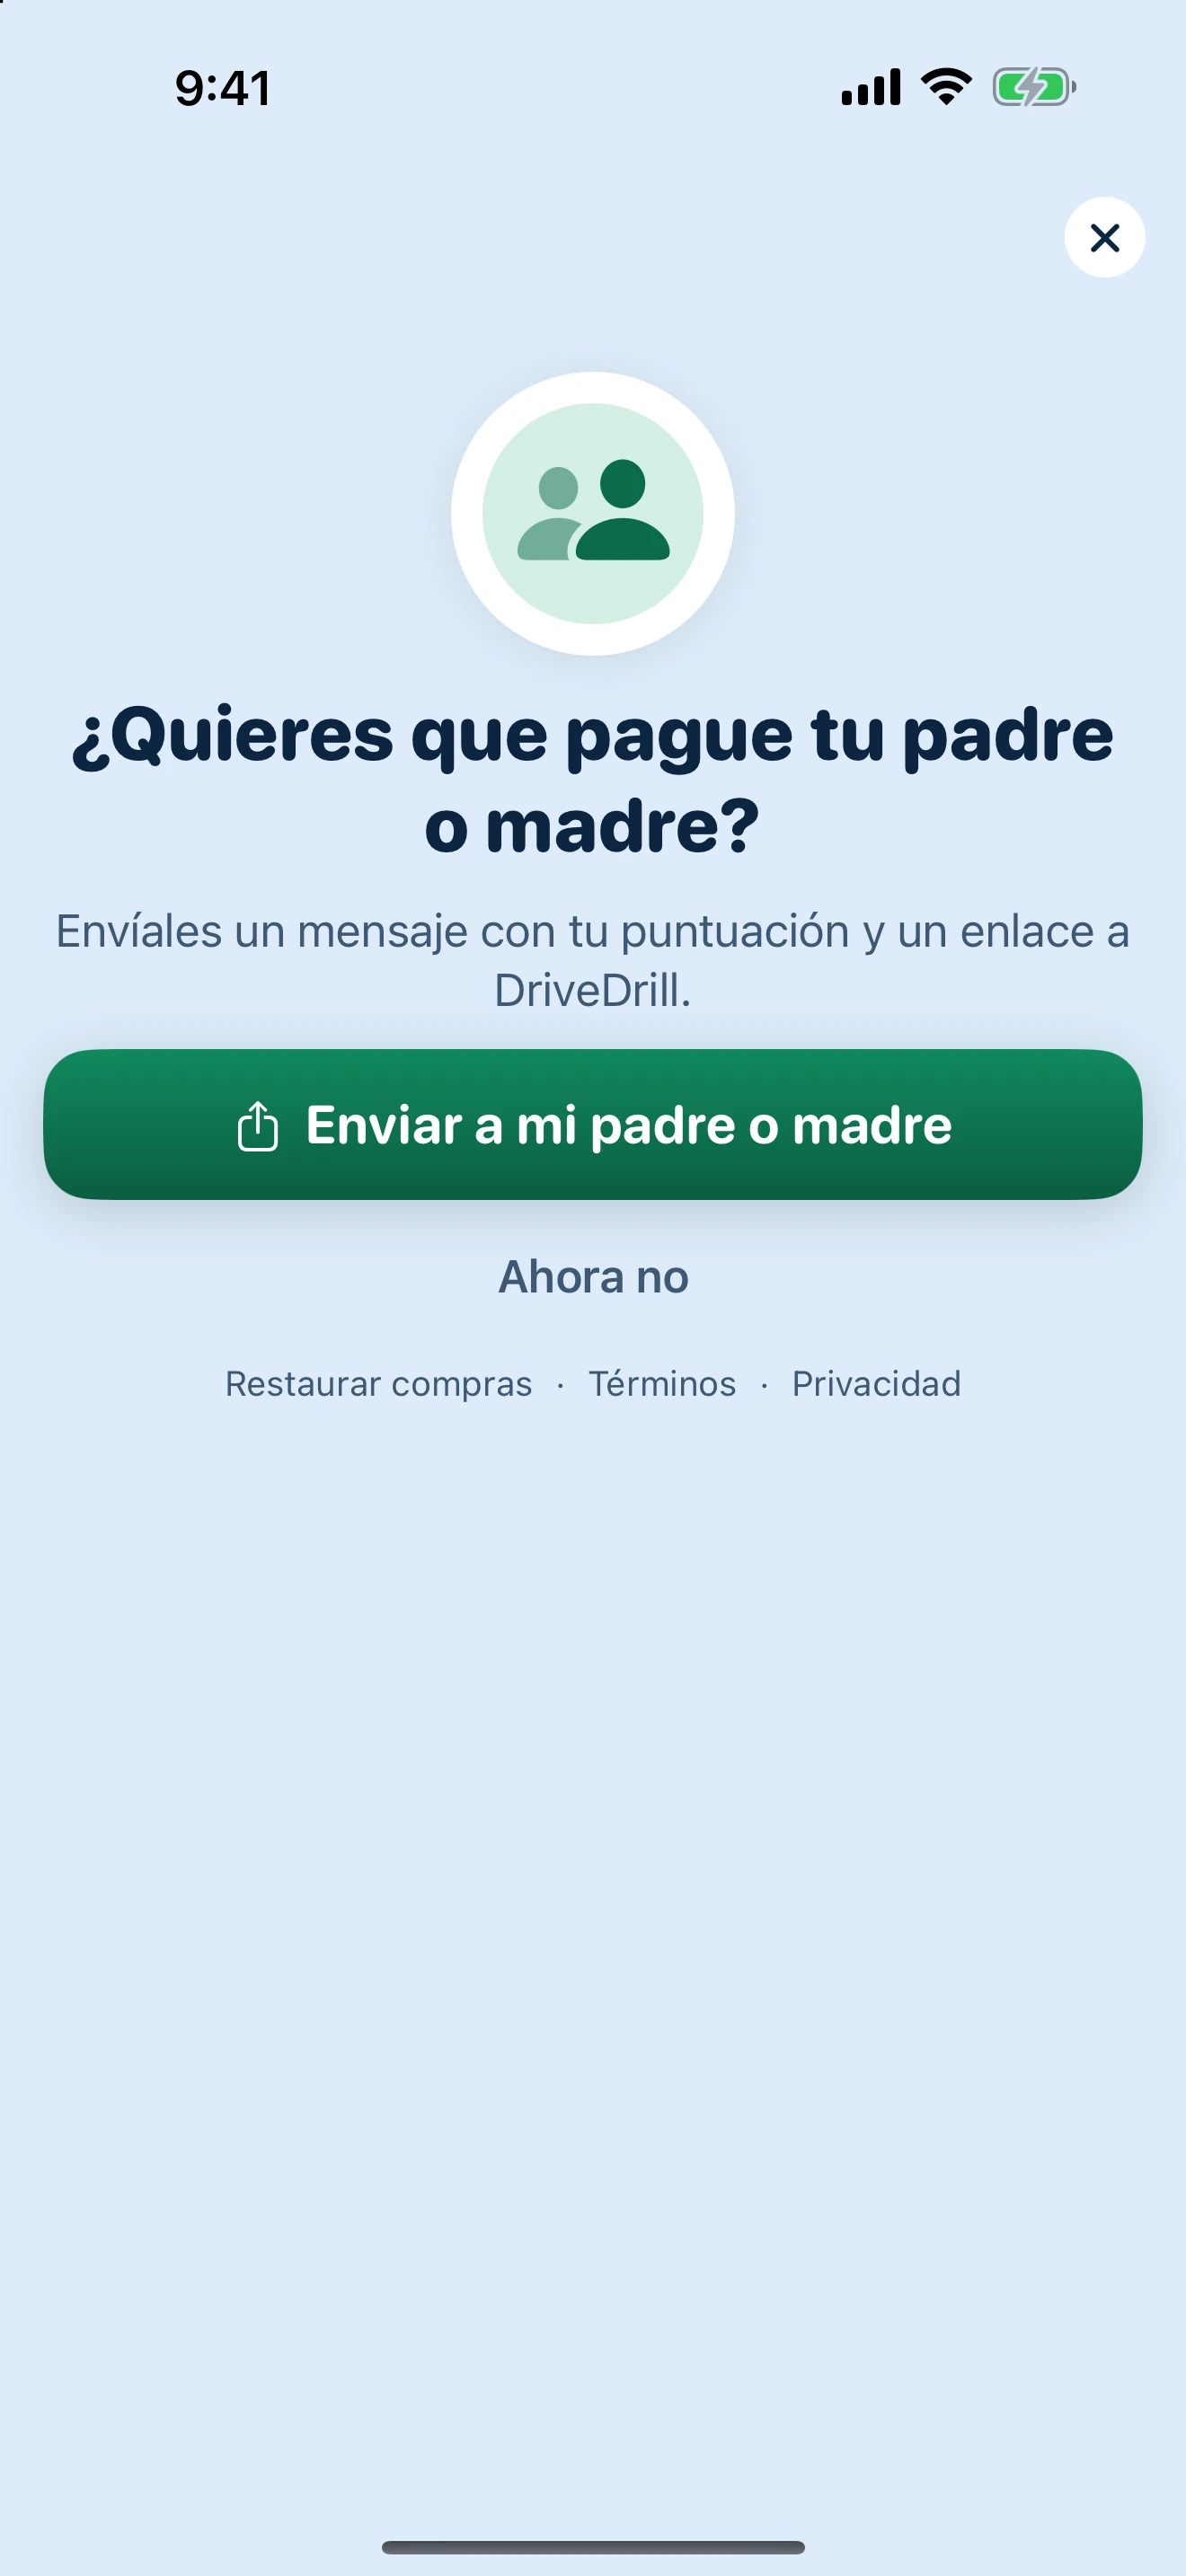 9:41
¿Quieres que pague tu padre
o madre?
Envíales un mensaje con tu puntuación y un enlace a
DriveDrill.
Enviar a mi padre o madre
Ahora no
Restaurar compras · Términos · Privacidad